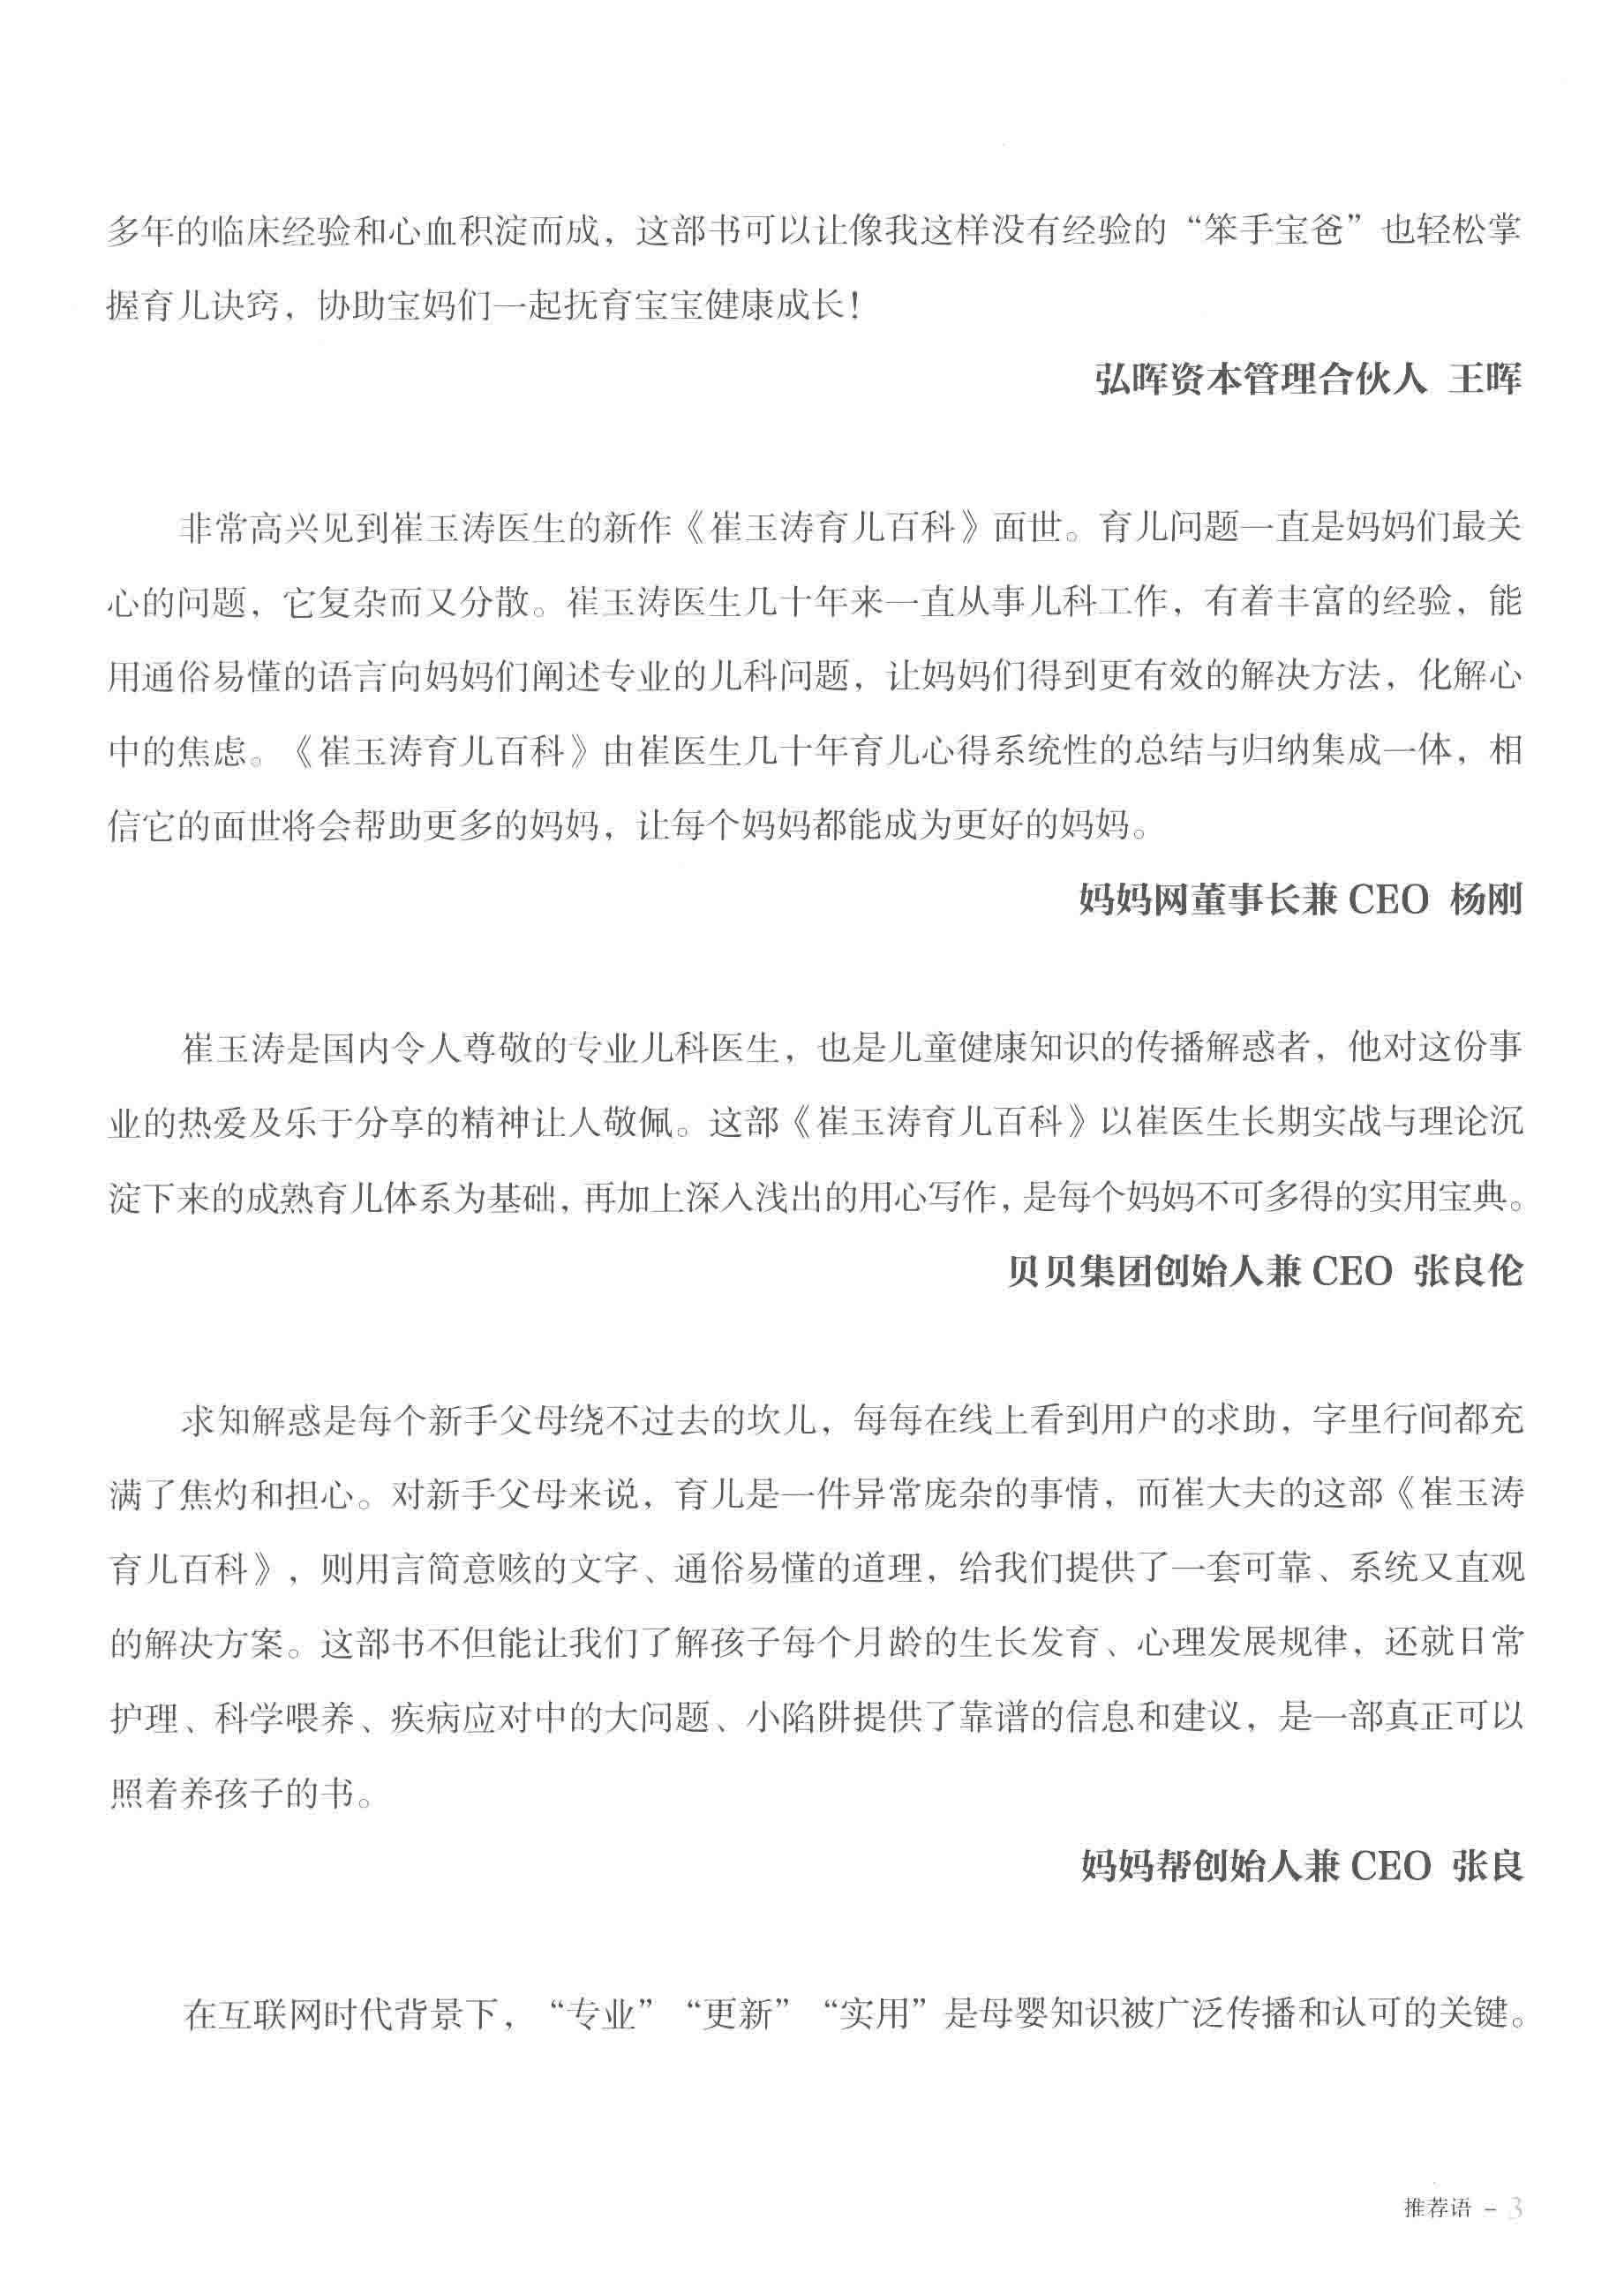 多年的临床经验和心血积淀而成，这部书可以让像我这样没有经验的“笨手宝爸”也轻松掌
握育儿诀窍，协助宝妈们一起抚育宝宝健康成长！
弘晖资本管理合伙人 王晖
非常高兴见到崔玉涛医生的新作《崔玉涛育儿百科》面世。育儿问题一直是妈妈们最关
心的问题，它复杂而又分散。崔玉涛医生几十年来一直从事儿科工作，有着丰富的经验，能
用通俗易懂的语言向妈妈们阐述专业的儿科问题，让妈妈们得到更有效的解决方法，化解心
中的焦虑。《崔玉涛育儿百科》由崔医生几十年育儿心得系统性的总结与归纳集成一体，相
信它的面世将会帮助更多的妈妈，让每个妈妈都能成为更好的妈妈。
妈妈网董事长兼 CEO 杨刚
崔玉涛是国内令人尊敬的专业儿科医生，也是儿童健康知识的传播解惑者，他对这份事
业的热爱及乐于分享的精神让人敬佩。这部《崔玉涛育儿百科》以崔医生长期实战与理论沉
淀下来的成熟育儿体系为基础，再加上深入浅出的用心写作，是每个妈妈不可多得的实用宝典。
贝贝集团创始人兼 CEO 张良伦
求知解惑是每个新手父母绕不过去的坎儿，每每在线上看到用户的求助，字里行间都充
满了焦灼和担心。对新手父母来说，育儿是一件异常庞杂的事情，而崔大夫的这部《崔玉涛
育儿百科》，则用言简意赅的文字、通俗易懂的道理，给我们提供了一套可靠、系统又直观
的解决方案。这部书不但能让我们了解孩子每个月龄的生长发育、心理发展规律，还就日常
护理、科学喂养、疾病应对中的大问题、小陷阱提供了靠谱的信息和建议，是一部真正可以
照着养孩子的书。
妈妈帮创始人兼 CEO 张良
在互联网时代背景下，“专业”“更新”“实用”是母婴知识被广泛传播和认可的关键。
推荐语 - 3